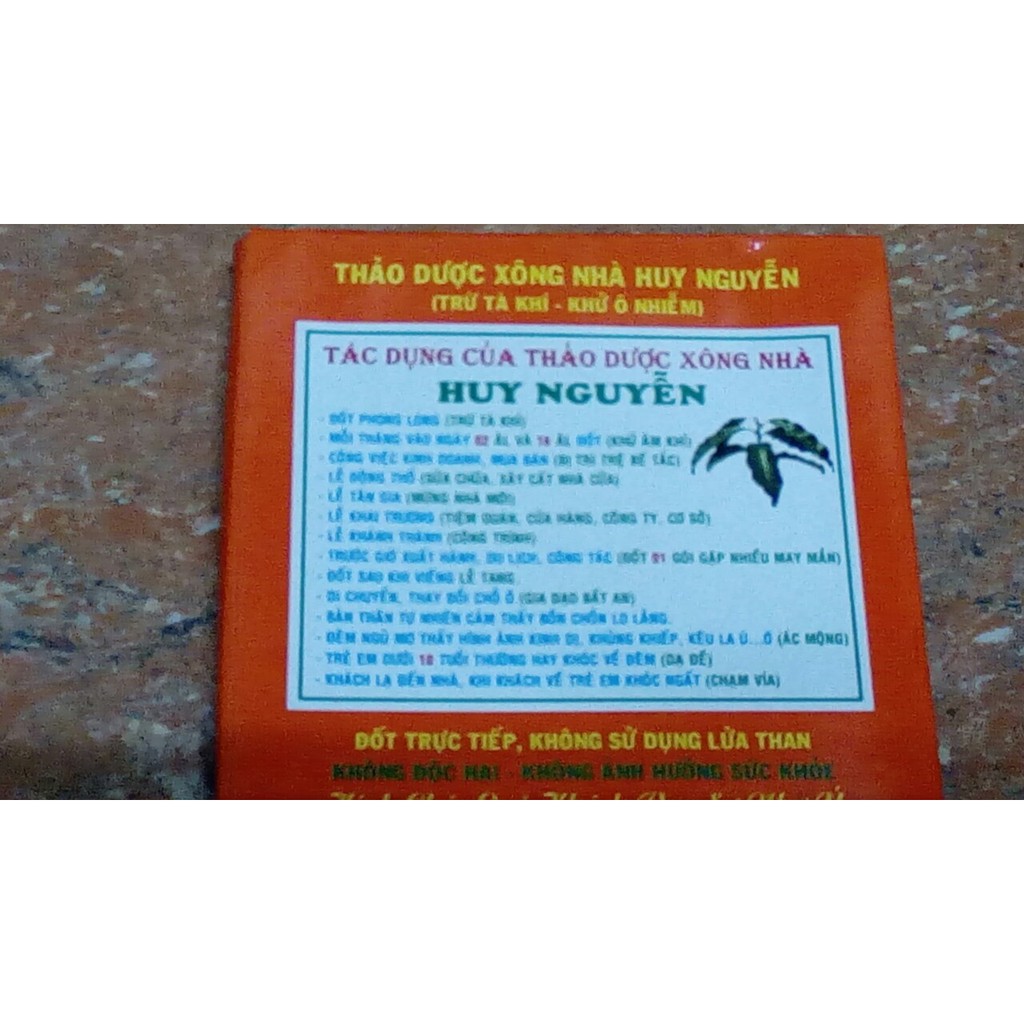 THẢO DƯỢC XÔNG NHÀ HUY NGUYỄN
(TRỪ TÀ KHÍ - KHỬ Ô NHIỄM)
TÁC DỤNG CỦA THẢO DƯỢC XÔNG NHÀ
HUY NGUYỄN
- ĐỐT PHONG LONG (TRỪ TÀ KHÍ)
- MỖI THÁNG VÀO NGÀY 02 ÂL VÀ 16 ÂL ĐỐT (KHỬ ÂM KHÍ)
- CÔNG VIỆC KINH DOANH, MUA BÁN (BỊ TRÌ TRỆ BẾ TẮC)
- LỄ ĐỘNG THỔ (SỬA CHỮA, XÂY CẤT NHÀ CỬA)
- LỄ TÂN GIA (MỪNG NHÀ MỚI)
- LỄ KHAI TRƯƠNG (TIỆM QUÁN, CỬA HÀNG, CÔNG TY, CƠ SỞ)
- LỄ KHÁNH THÀNH (CÔNG TRÌNH)
- TRƯỚC GIỜ XUẤT HÀNH, DU LỊCH, CÔNG TÁC (ĐỐT 01 GÓI GẶP NHIỀU MAY MẮN)
- ĐỐT SAU KHI VIẾNG LỄ TANG
- DI CHUYỂN, THAY ĐỔI CHỖ Ở (GIA ĐẠO BẤT AN)
- BẢN THÂN TỰ NHIÊN CẢM THẤY BỒN CHỒN LO LẮNG.
- ĐÊM NGỦ MƠ THẤY HÌNH ẢNH KINH DỊ, KHỦNG KHIẾP, KÊU LA Ú...Ớ (ÁC MỘNG)
- TRẺ EM DƯỚI 10 TUỔI THƯỜNG HAY KHÓC VỀ ĐÊM (DẠ ĐỀ)
- KHÁCH LẠ ĐẾN NHÀ, KHI KHÁCH VỀ TRẺ EM KHÓC NGẤT (CHẠM VÍA)
ĐỐT TRỰC TIẾP, KHÔNG SỬ DỤNG LỬA THAN
KHÔNG ĐỘC HẠI - KHÔNG ẢNH HƯỞNG SỨC KHỎE